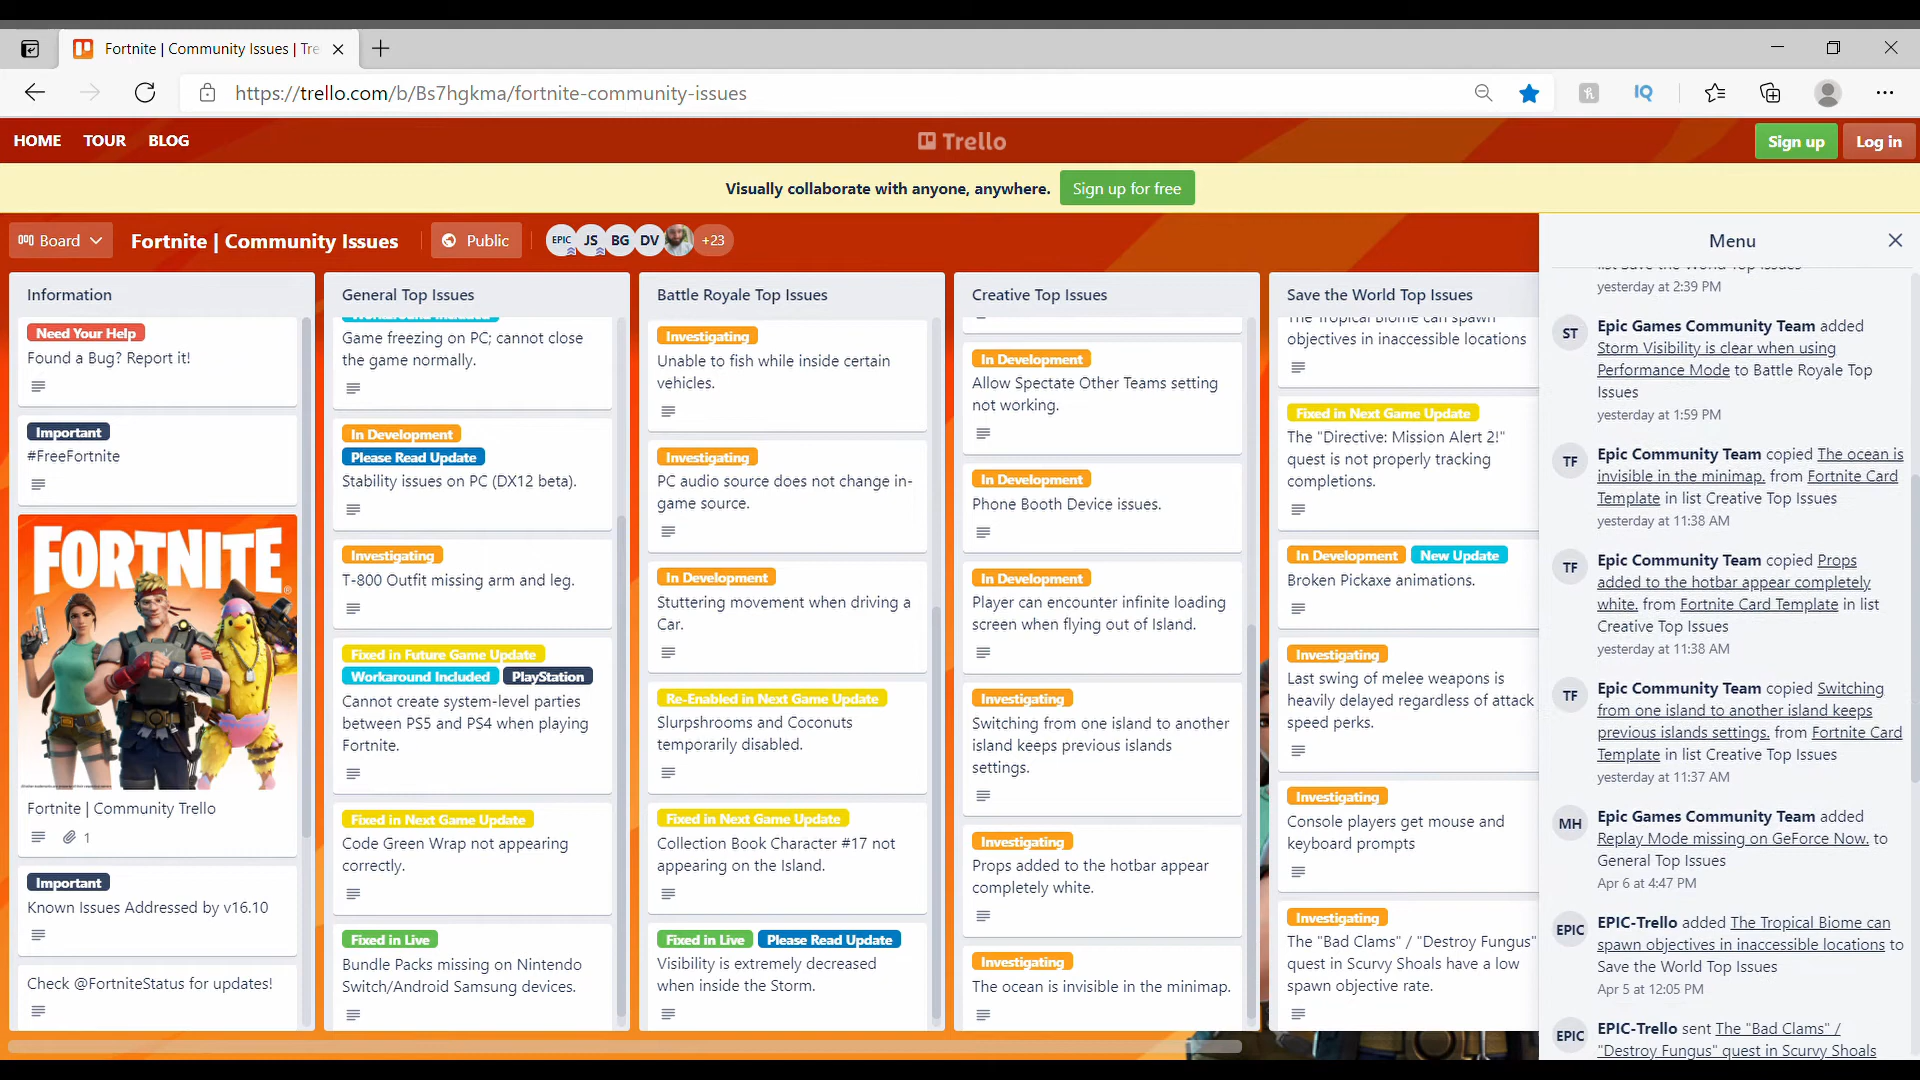 Fortnite | Community Issues | Tre
https://trello.com/b/Bs7hgkma/fortnite-community-issues
IQ
HOME
TOUR
BLOG
Trello
Sign up
Log in
Visually collaborate with anyone, anywhere.
Sign up for free
Board
Fortnite | Community Issues
Public
EPIC
JS
BG
DV
+23
Information
Need Your Help
Found a Bug? Report it!
Important
#FreeFortnite
FORTNITE
Fortnite | Community Trello
1
Important
Known Issues Addressed by v16.10
Check @FortniteStatus for updates!
General Top Issues
Game freezing on PC; cannot close
the game normally.
In Development
Please Read Update
Stability issues on PC (DX12 beta).
Investigating
T-800 Outfit missing arm and leg.
Fixed in Future Game Update
Workaround Included
PlayStation
Cannot create system-level parties
between PS5 and PS4 when playing
Fortnite.
Fixed in Next Game Update
Code Green Wrap not appearing
correctly.
Fixed in Live
Bundle Packs missing on Nintendo
Switch/Android Samsung devices.
Battle Royale Top Issues
Investigating
Unable to fish while inside certain
vehicles.
Investigating
PC audio source does not change in-
game source.
In Development
Stuttering movement when driving a
Car.
Re-Enabled in Next Game Update
Slurpshrooms and Coconuts
temporarily disabled.
Fixed in Next Game Update
Collection Book Character #17 not
appearing on the Island.
Fixed in Live
Please Read Update
Visibility is extremely decreased
when inside the Storm.
Creative Top Issues
In Development
Allow Spectate Other Teams setting
not working.
In Development
Phone Booth Device issues.
In Development
Player can encounter infinite loading
screen when flying out of Island.
Investigating
Switching from one island to another
island keeps previous islands
settings.
Investigating
Props added to the hotbar appear
completely white.
Investigating
The ocean is invisible in the minimap.
Save the World Top Issues
The Tropical Biome can spawn
objectives in inaccessible locations
Fixed in Next Game Update
The "Directive: Mission Alert 2!"
quest is not properly tracking
completions.
In Development
New Update
Broken Pickaxe animations.
Investigating
Last swing of melee weapons is
heavily delayed regardless of attack
speed perks.
Investigating
Console players get mouse and
keyboard prompts
Investigating
The "Bad Clams" / "Destroy Fungus"
quest in Scurvy Shoals have a low
spawn objective rate.
Menu
list Save the World Top Issues
yesterday at 2:39 PM
ST
Epic Games Community Team added
Storm Visibility is clear when using
Performance Mode to Battle Royale Top
Issues
yesterday at 1:59 PM
TF
Epic Community Team copied The ocean is
invisible in the minimap. from Fortnite Card
Template in list Creative Top Issues
yesterday at 11:38 AM
TF
Epic Community Team copied Props
added to the hotbar appear completely
white. from Fortnite Card Template in list
Creative Top Issues
yesterday at 11:38 AM
TF
Epic Community Team copied Switching
from one island to another island keeps
previous islands settings. from Fortnite Card
Template in list Creative Top Issues
yesterday at 11:37 AM
MH
Epic Games Community Team added
Replay Mode missing on GeForce Now. to
General Top Issues
Apr 6 at 4:47 PM
EPIC
EPIC-Trello added The Tropical Biome can
spawn objectives in inaccessible locations to
Save the World Top Issues
Apr 5 at 12:05 PM
EPIC
EPIC-Trello sent The "Bad Clams" /
"Destroy Fungus" quest in Scurvy Shoals